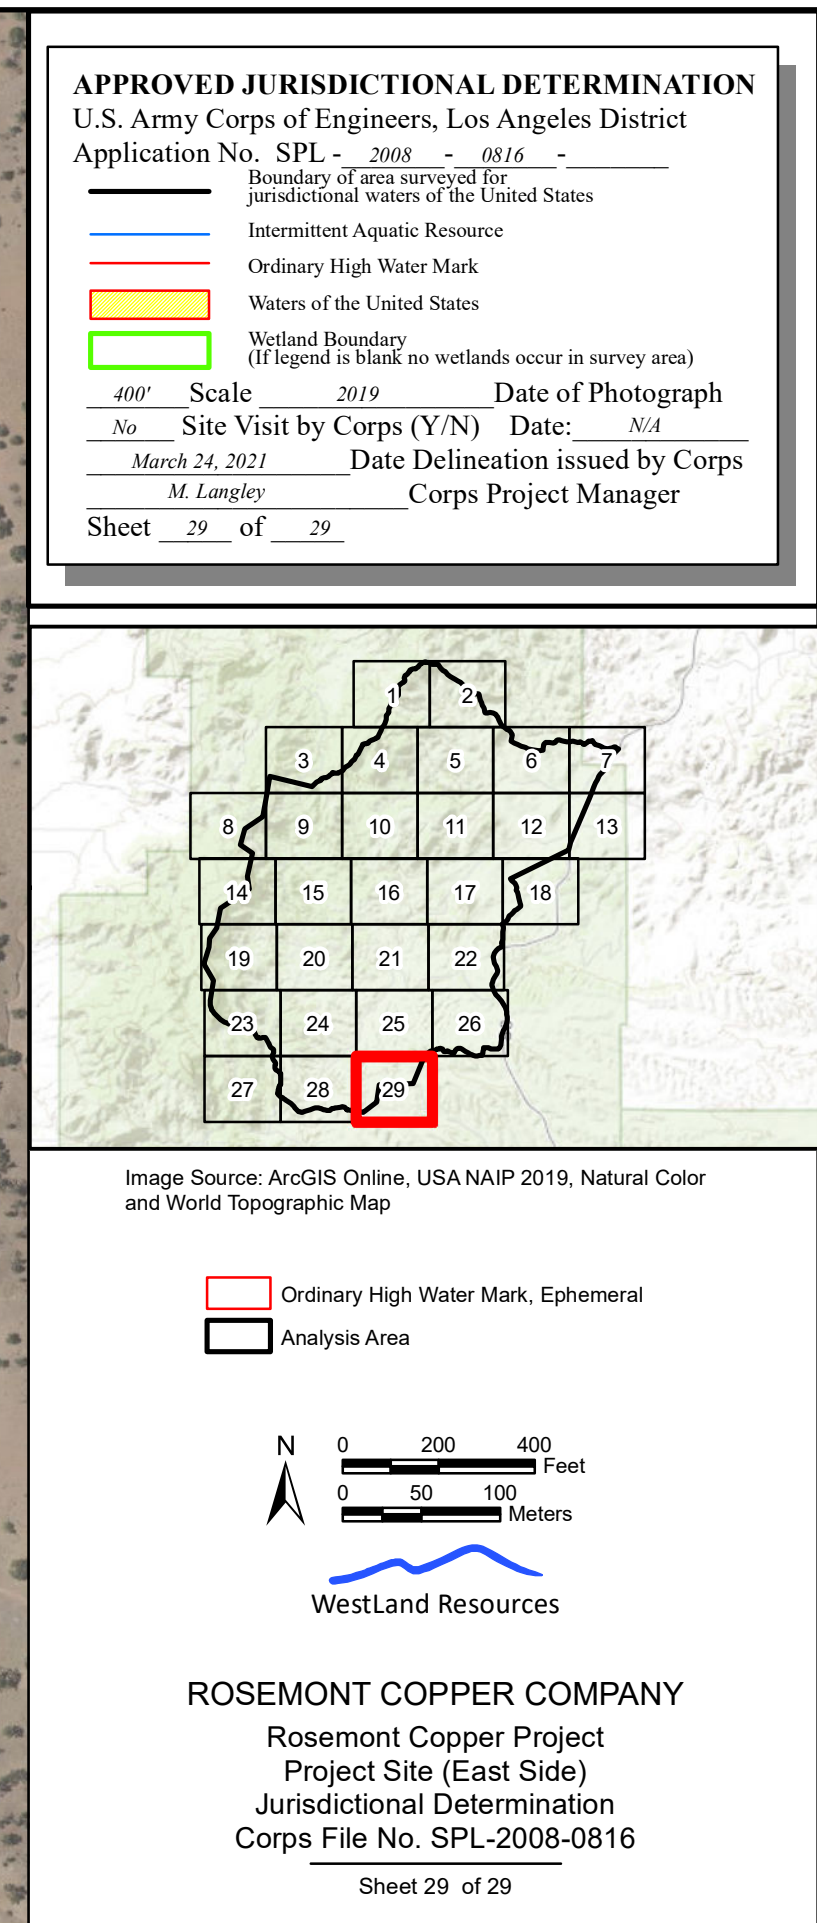 APPROVED JURISDICTIONAL DETERMINATION
U.S. Army Corps of Engineers, Los Angeles District
Application No. SPL - 2008 - 0816 -
Boundary of area surveyed for
jurisdictional waters of the United States
Intermittent Aquatic Resource
Ordinary High Water Mark
Waters of the United States
Wetland Boundary
(If legend is blank no wetlands occur in survey area)
400' Scale 2019 Date of Photograph
No Site Visit by Corps (Y/N) Date: N/A
March 24, 2021 Date Delineation issued by Corps
M. Langley Corps Project Manager
Sheet 29 of 29
1 2
3 4 5 6 7
8 9 10 11 12 13
14 15 16 17 18
19 20 21 22
23 24 25 26
27 28 29
Image Source: ArcGIS Online, USA NAIP 2019, Natural Color
and World Topographic Map
Ordinary High Water Mark, Ephemeral
Analysis Area
N
0 200 400
Feet
0 50 100
Meters
WestLand Resources
ROSEMONT COPPER COMPANY
Rosemont Copper Project
Project Site (East Side)
Jurisdictional Determination
Corps File No. SPL-2008-0816
Sheet 29 of 29